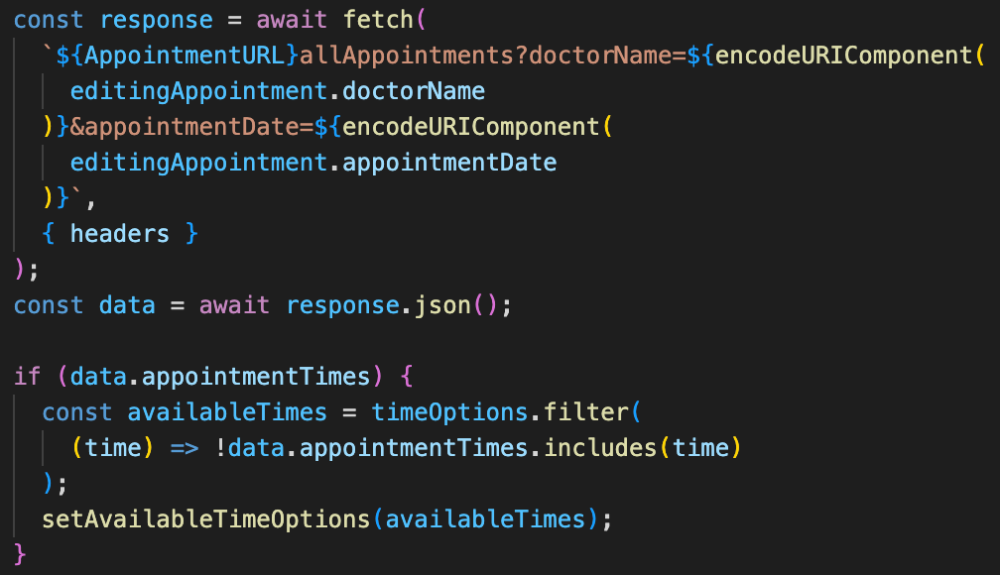 const response = await fetch(
  `${AppointmentURL}allAppointments?doctorName=${encodeURIComponent(
    editingAppointment.doctorName
  )}&appointmentDate=${encodeURIComponent(
    editingAppointment.appointmentDate
  )}`,
  { headers }
);
const data = await response.json();

if (data.appointmentTimes) {
  const availableTimes = timeOptions.filter(
    (time) => !data.appointmentTimes.includes(time)
  );
  setAvailableTimeOptions(availableTimes);
}